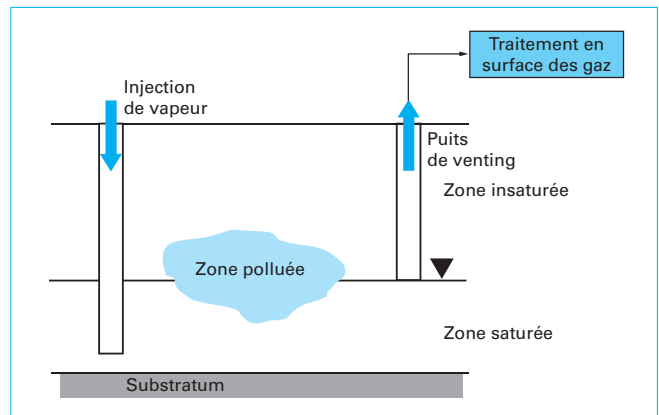 Traitement en
surface des gaz
Injection
de vapeur
Puits
de venting
Zone insaturée
Zone polluée
Zone saturée
Substratum